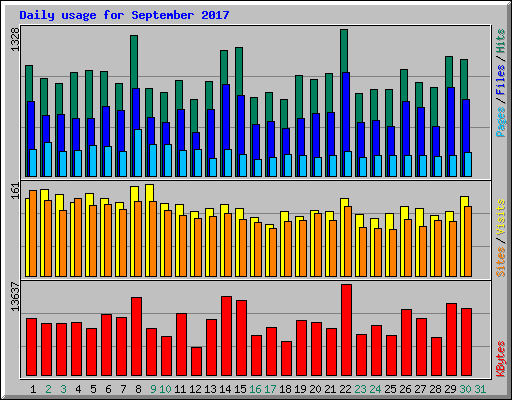 Daily usage for September 2017
1328
Pages / Files / Hits
161
Sites / Visits
13637
KBytes
1 2 3 4 5 6 7 8 9 10 11 12 13 14 15 16 17 18 19 20 21 22 23 24 25 26 27 28 29 30 31